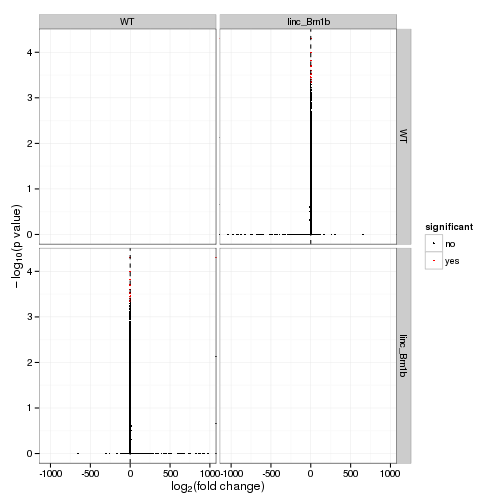 WT linc_Brn1b
4
3
2
1
0
WT
significant
no
yes
4
3
2
1
0
linc_Brn1b
−log10(p value)
-1000 -500 0 500 1000 -1000 -500 0 500 1000
log2(fold change)